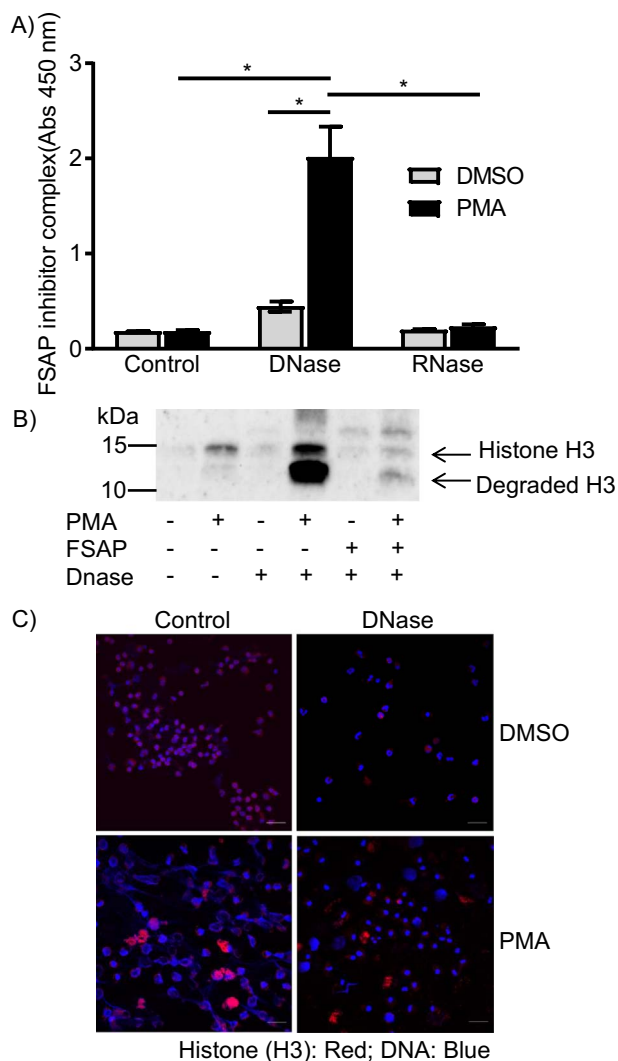 A)
FSAP inhibitor complex(Abs 450 nm)
3
2
1
0
*
*
*
DMSO
PMA
Control DNase RNase
B)
kDa
15
10
Histone H3
Degraded H3
PMA - + - + - +
FSAP - - - - + +
Dnase - - + + + +
C)
Control DNase
DMSO
PMA
Histone (H3): Red; DNA: Blue